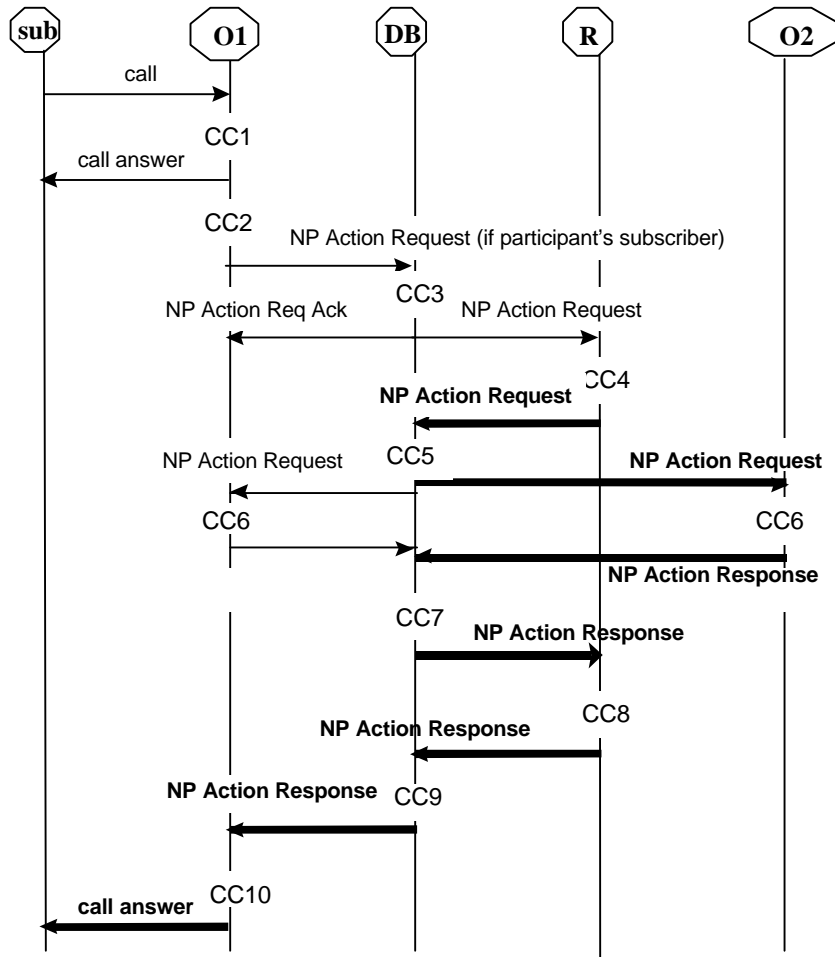 sub O1 DB R O2
call
CC1
call answer
CC2
NP Action Request (if participant's subscriber)
CC3
NP Action Req Ack NP Action Request
CC4
NP Action Request
CC5
NP Action Request NP Action Request
CC6 CC6
NP Action Response
CC7
NP Action Response
CC8
NP Action Response
NP Action Response CC9
CC10
call answer